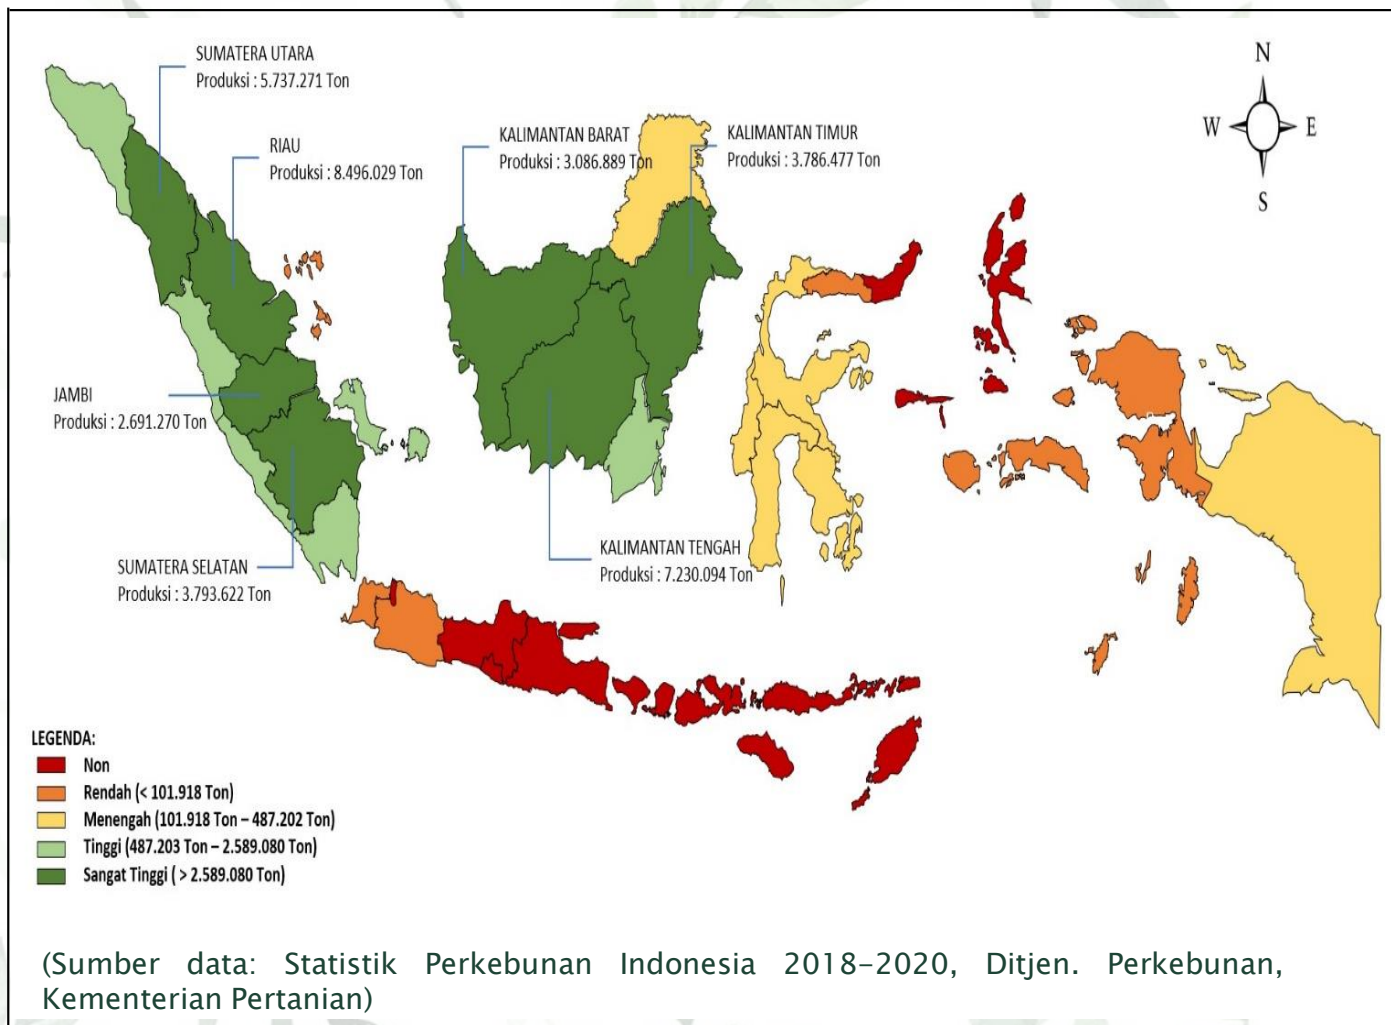 SUMATERA UTARA
Produksi : 5.737.271 Ton
RIAU
Produksi : 8.496.029 Ton
KALIMANTAN BARAT
Produksi : 3.086.889 Ton
KALIMANTAN TIMUR
Produksi : 3.786.477 Ton
N
W
E
S
JAMBI
Produksi : 2.691.270 Ton
SUMATERA SELATAN
Produksi : 3.793.622 Ton
KALIMANTAN TENGAH
Produksi : 7.230.094 Ton
LEGENDA:
Non
Rendah (< 101.918 Ton)
Menengah (101.918 Ton – 487.202 Ton)
Tinggi (487.203 Ton – 2.589.080 Ton)
Sangat Tinggi ( > 2.589.080 Ton)
(Sumber data: Statistik Perkebunan Indonesia 2018-2020, Ditjen. Perkebunan,
Kementerian Pertanian)